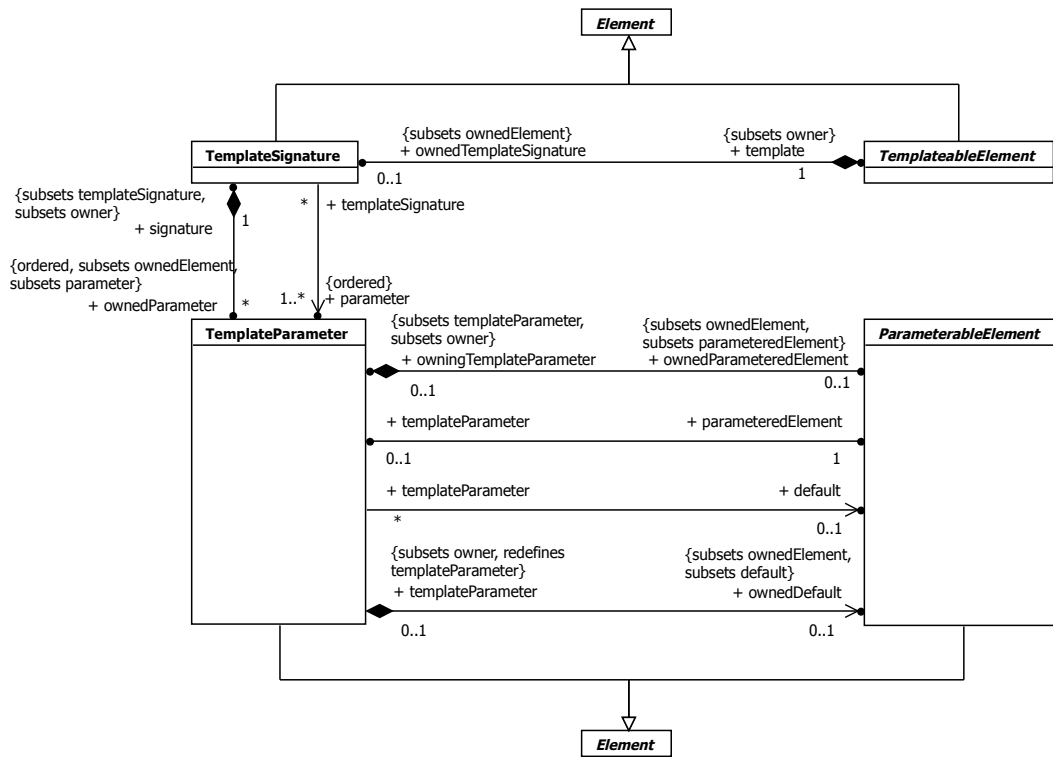 Element
{subsets ownedElement}
+ ownedTemplateSignature
{subsets owner}
+ template
TemplateSignature
TemplateableElement
0..1
1
{subsets templateSignature,
subsets owner}
+ signature
1
*
+ templateSignature
{ordered, subsets ownedElement,
subsets parameter}
+ ownedParameter
*
1..*
{ordered}
+ parameter
TemplateParameter
ParameterableElement
{subsets templateParameter,
subsets owner}
+ owningTemplateParameter
{subsets ownedElement,
subsets parameteredElement}
+ ownedParameteredElement
0..1
0..1
+ templateParameter
+ parameteredElement
0..1
1
+ templateParameter
+ default
*
0..1
{subsets owner, redefines
templateParameter}
+ templateParameter
{subsets ownedElement,
subsets default}
+ ownedDefault
0..1
0..1
Element